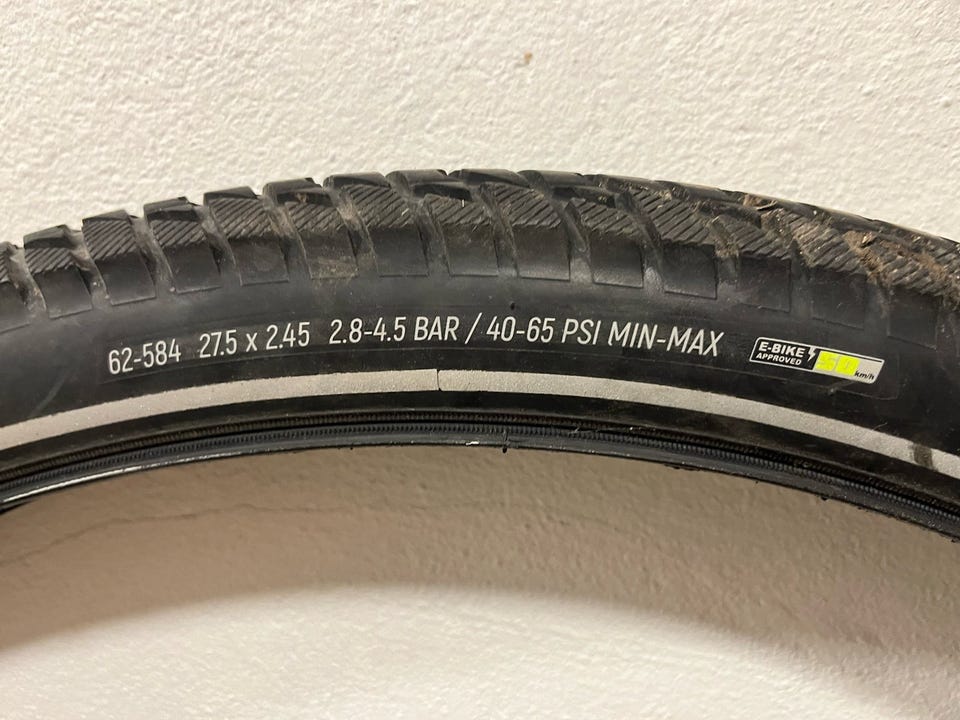 62-584 27.5 x 2.45 2.8-4.5 BAR / 40-65 PSI MIN-MAX
E-BIKE
APPROVED
50 km/h